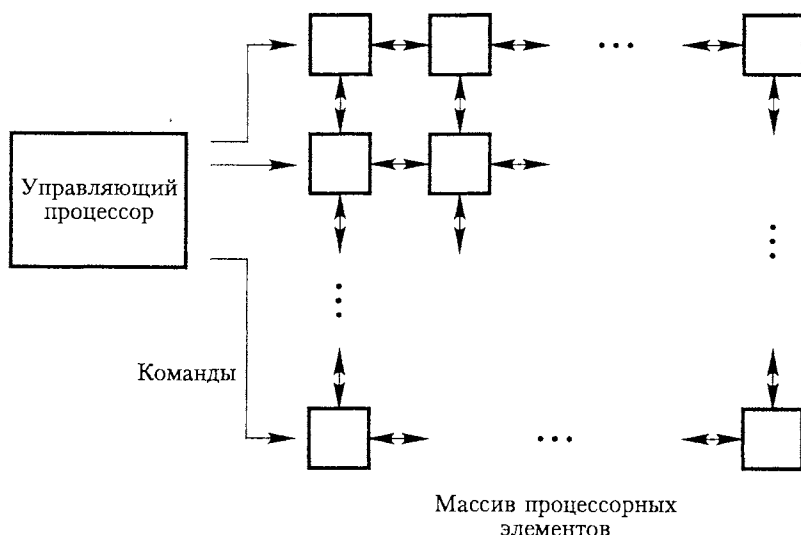 Управляющий
процессор
Команды
Массив процессорных
элементов